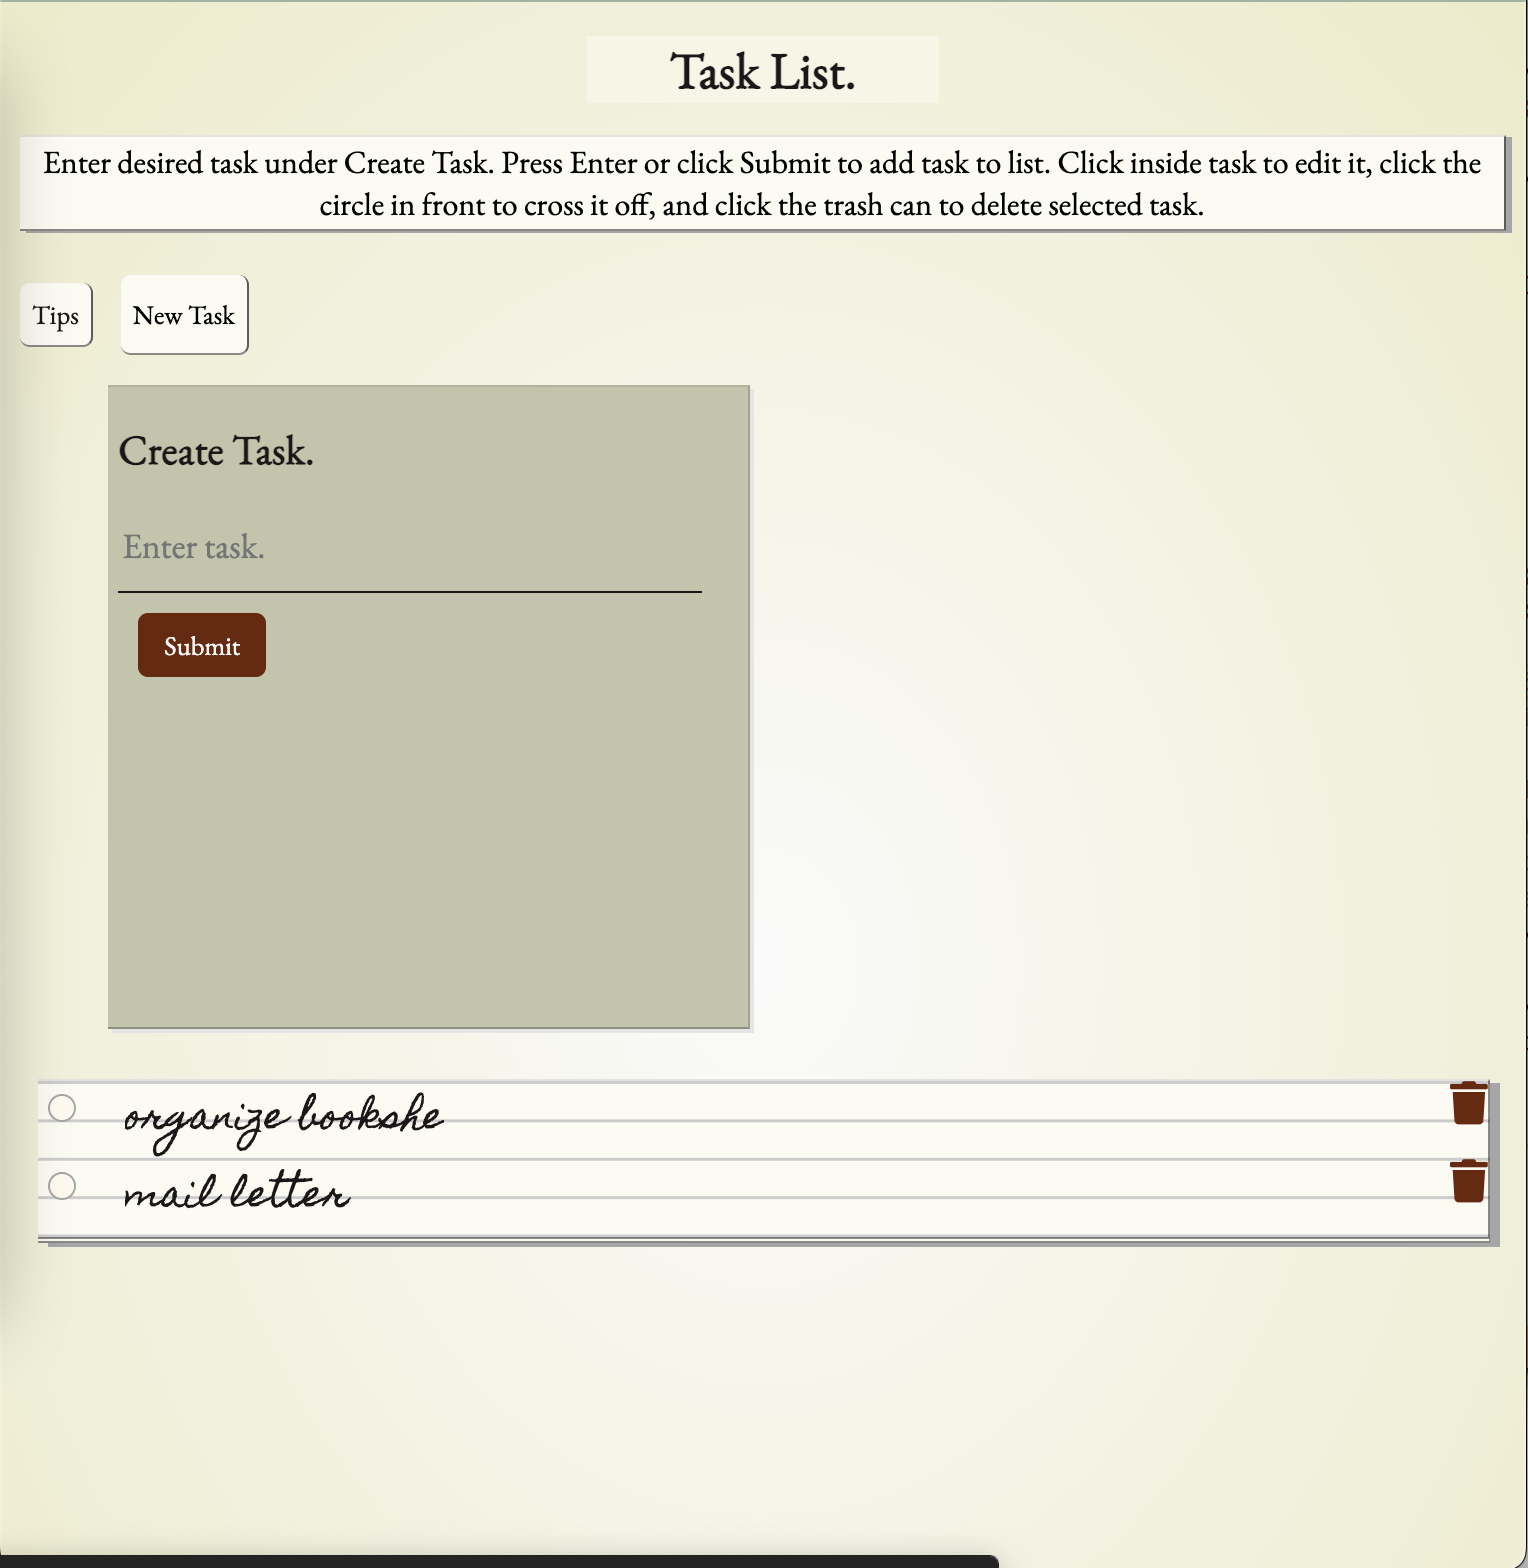 Task List.
Enter desired task under Create Task. Press Enter or click Submit to add task to list. Click inside task to edit it, click the
circle in front to cross it off, and click the trash can to delete selected task.
Tips
New Task
Create Task.
Enter task.
Submit
organize bookshe
mail letter